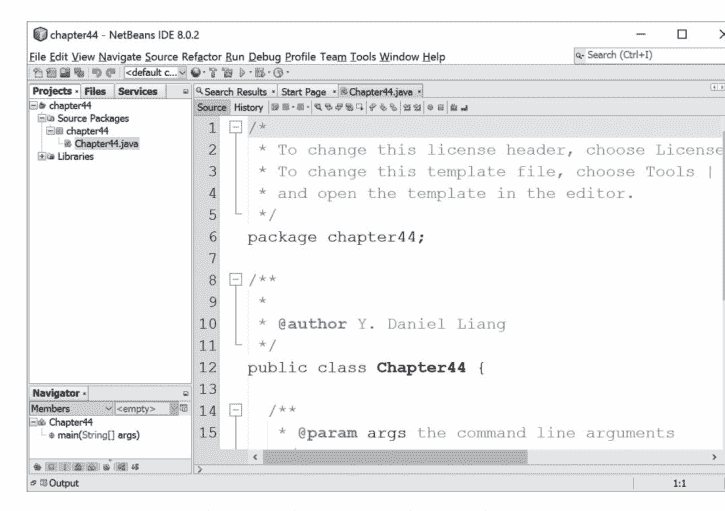 chapter44 - NetBeans IDE 8.0.2
File Edit View Navigate Source Refactor Run Debug Profile Team Tools Window Help
Search (Ctrl+I)
<default c...
Projects Files Services
chapter44
Source Packages
chapter44
Chapter44.java
Libraries
Search Results Start Page Chapter44.java
Source History
1 /*
2 * To change this license header, choose License
3 * To change this template file, choose Tools |
4 * and open the template in the editor.
5 */
6 package chapter44;
7
8 /**
9 *
10 * @author Y. Daniel Liang
11 */
12 public class Chapter44 {
13
14 /**
15 * @param args the command line arguments
Navigator
Members <empty>
Chapter44
main(String[] args)
Output
1:1